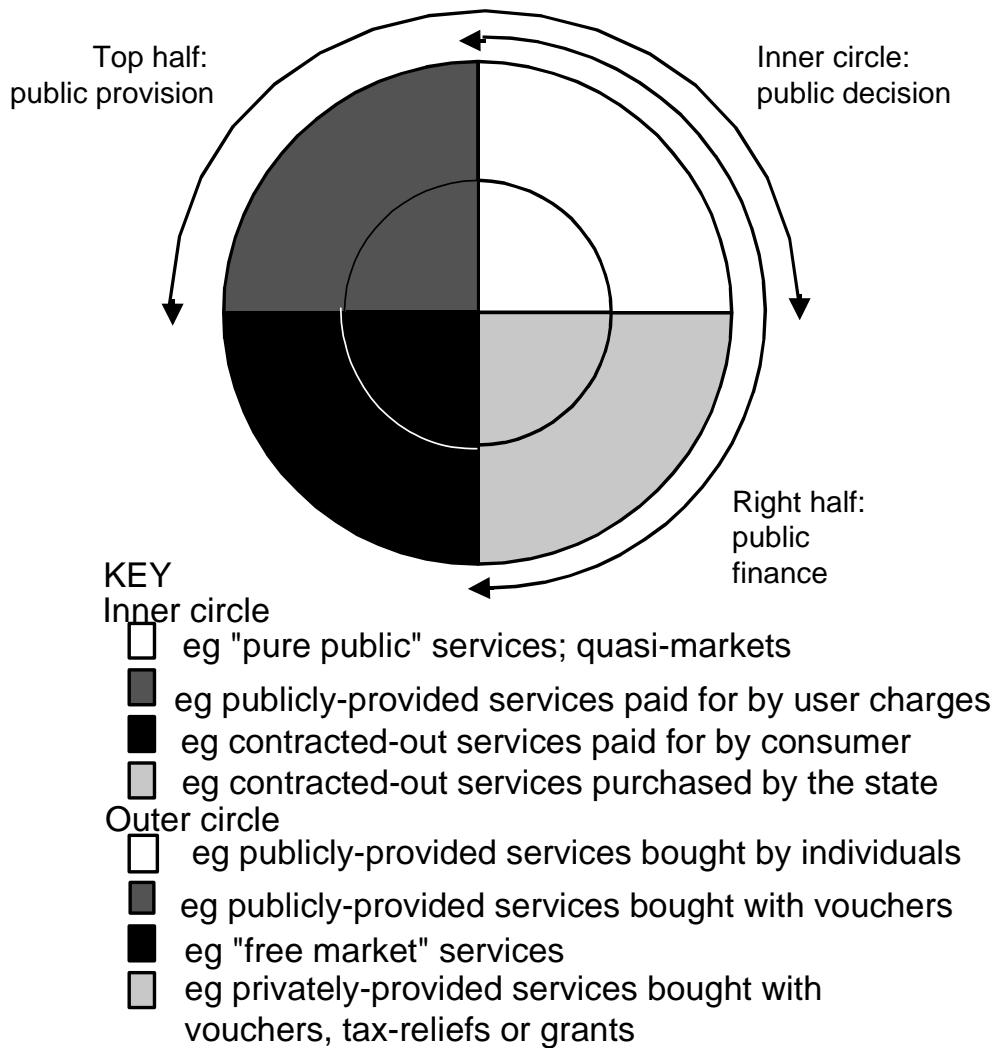 Top half:
public provision
Inner circle:
public decision
Right half:
public
finance
KEY
Inner circle
eg "pure public" services; quasi-markets
eg publicly-provided services paid for by user charges
eg contracted-out services paid for by consumer
eg contracted-out services purchased by the state
Outer circle
eg publicly-provided services bought by individuals
eg publicly-provided services bought with vouchers
eg "free market" services
eg privately-provided services bought with
vouchers, tax-reliefs or grants